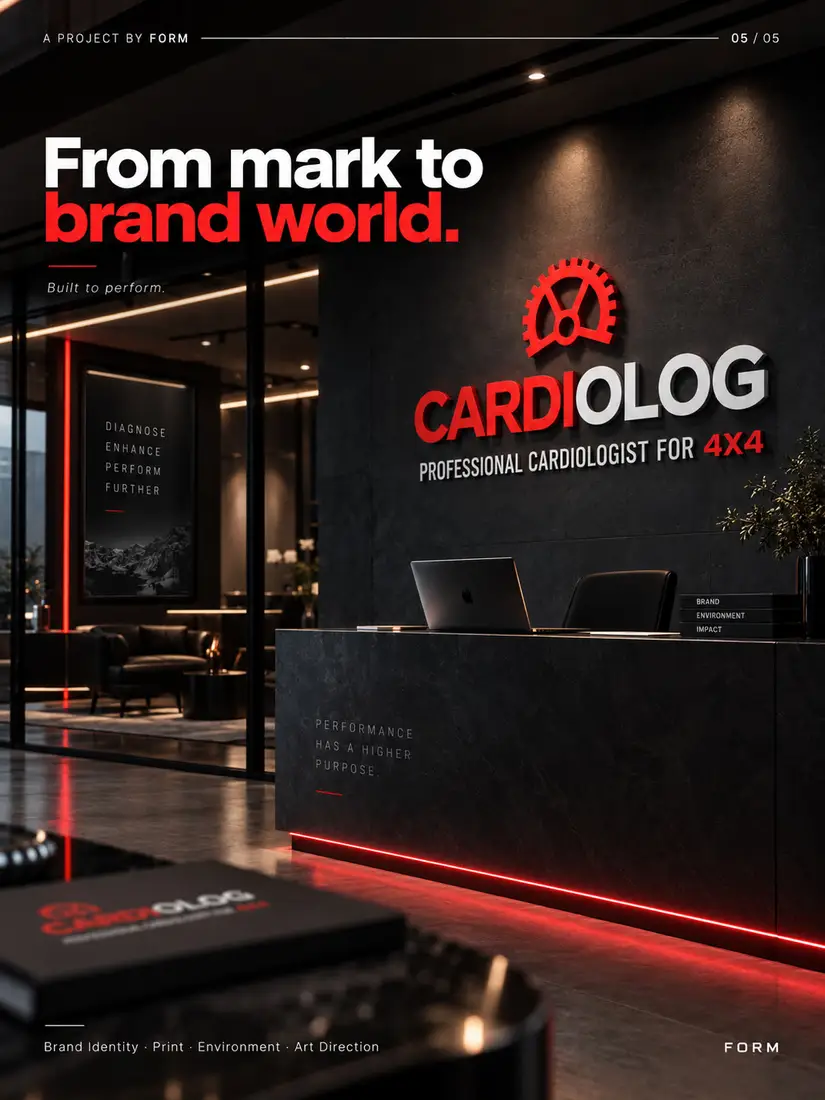 A PROJECT BY FORM
05 / 05
From mark to
brand world.
Built to perform.
CARDIOLOG
PROFESSIONAL CARDIOLOGIST FOR 4X4
DIAGNOSE
ENHANCE
PERFORM
FURTHER
BRAND
ENVIRONMENT
IMPACT
PERFORMANCE
HAS A HIGHER
PURPOSE.
CARDIOLOG
Brand Identity · Print · Environment · Art Direction
FORM